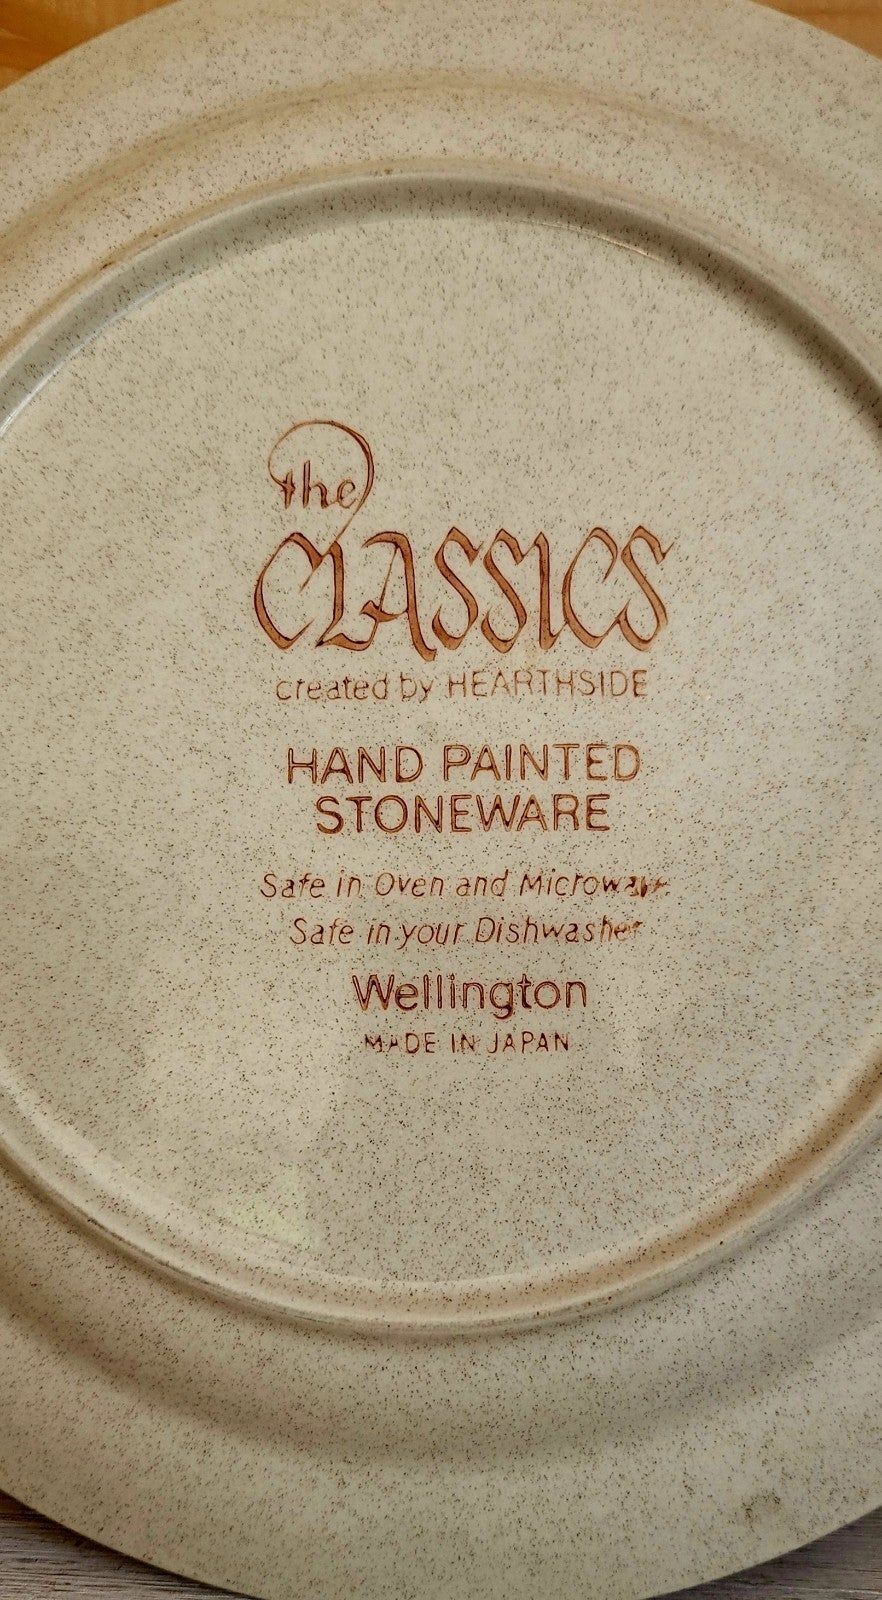 the
CLASSICS
created by HEARTHSIDE
HAND PAINTED
STONEWARE
Safe in Oven and Microwave
Safe in your Dishwasher
Wellington
MADE IN JAPAN